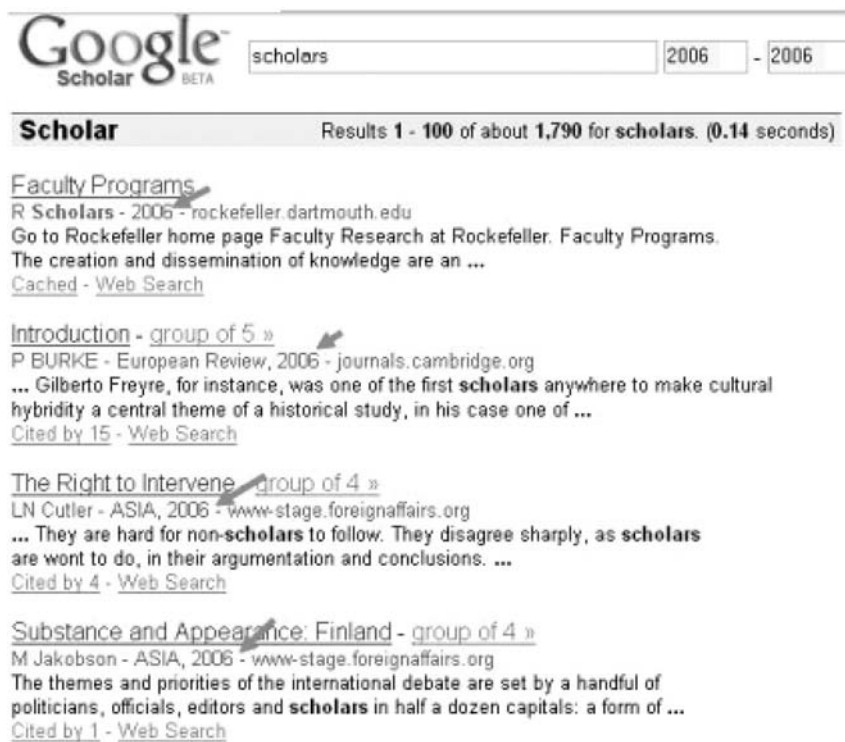 Google
Scholar BETA
scholars 2006 - 2006
Scholar Results 1 - 100 of about 1,790 for scholars. (0.14 seconds)
Faculty Programs
R Scholars - 2006 - rockefeller.dartmouth.edu
Go to Rockefeller home page Faculty Research at Rockefeller. Faculty Programs.
The creation and dissemination of knowledge are an ...
Cached - Web Search
Introduction - group of 5 »
P BURKE - European Review, 2006 - journals.cambridge.org
... Gilberto Freyre, for instance, was one of the first scholars anywhere to make cultural
hybridity a central theme of a historical study, in his case one of ...
Cited by 15 - Web Search
The Right to Intervene - group of 4 »
LN Cutler - ASIA, 2006 - www-stage.foreignaffairs.org
... They are hard for non-scholars to follow. They disagree sharply, as scholars
are wont to do, in their argumentation and conclusions. ...
Cited by 4 - Web Search
Substance and Appearance: Finland - group of 4 »
M Jakobson - ASIA, 2006 - www-stage.foreignaffairs.org
The themes and priorities of the international debate are set by a handful of
politicians, officials, editors and scholars in half a dozen capitals: a form of ...
Cited by 1 - Web Search